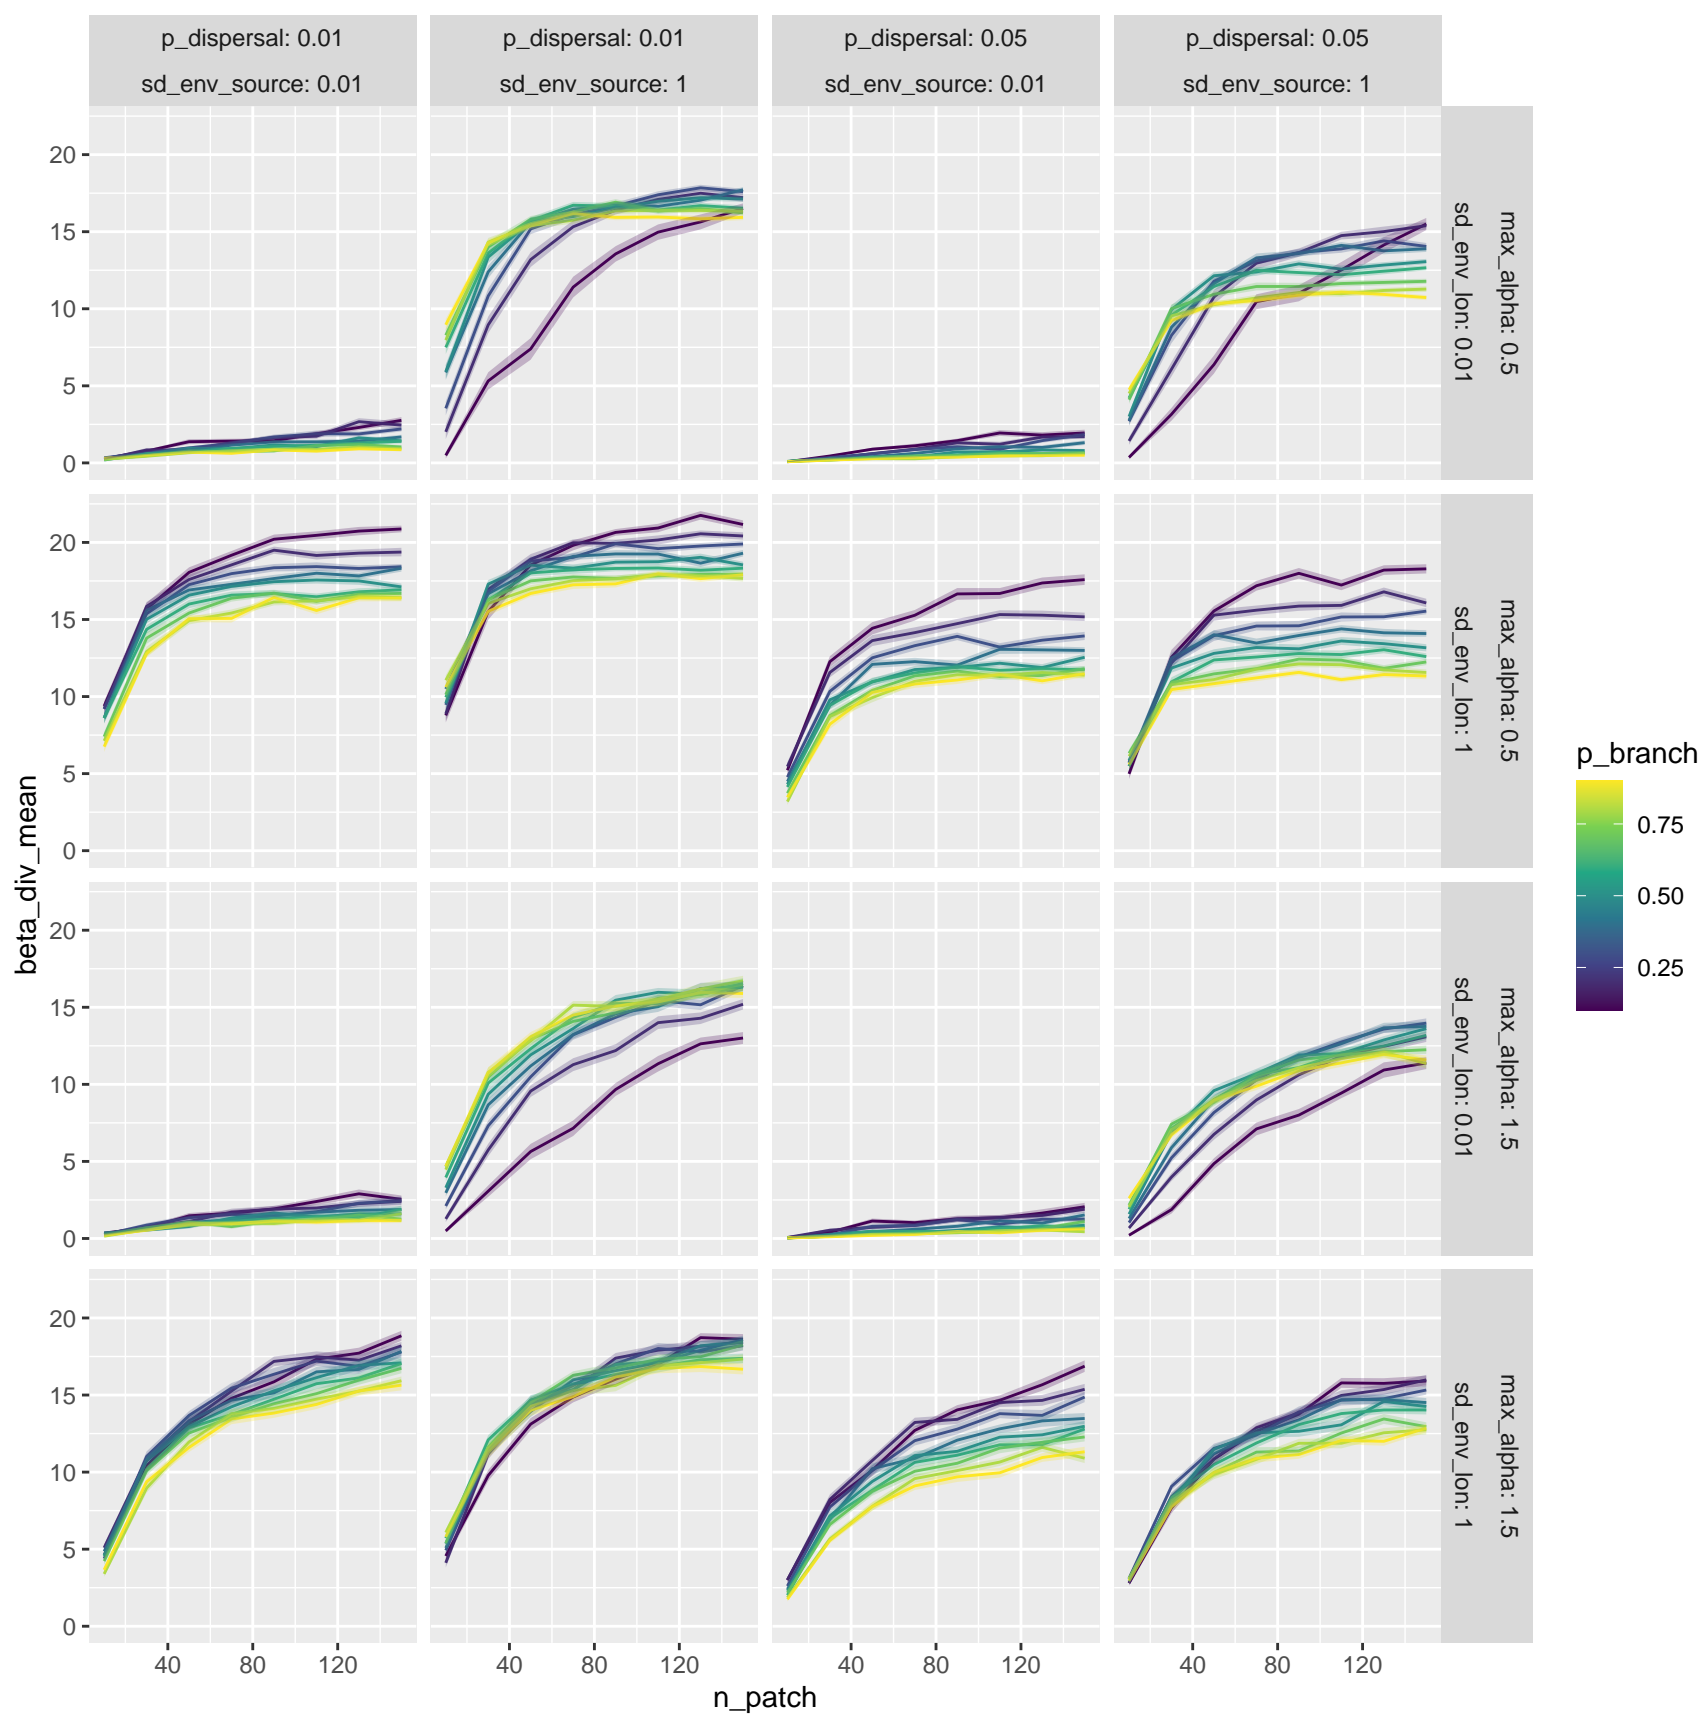 p_dispersal: 0.01
p_dispersal: 0.01
p_dispersal: 0.05
p_dispersal: 0.05
sd_env_source: 0.01
sd_env_source: 1
sd_env_source: 0.01
sd_env_source: 1
20
15
10
5
0
max_alpha: 0.5
sd_env_lon: 0.01
20
15
10
5
0
max_alpha: 0.5
sd_env_lon: 1
20
15
10
5
0
max_alpha: 1.5
sd_env_lon: 0.01
20
15
10
5
0
max_alpha: 1.5
sd_env_lon: 1
40 80 120
40 80 120
40 80 120
40 80 120
n_patch
beta_div_mean
p_branch
0.75
0.50
0.25